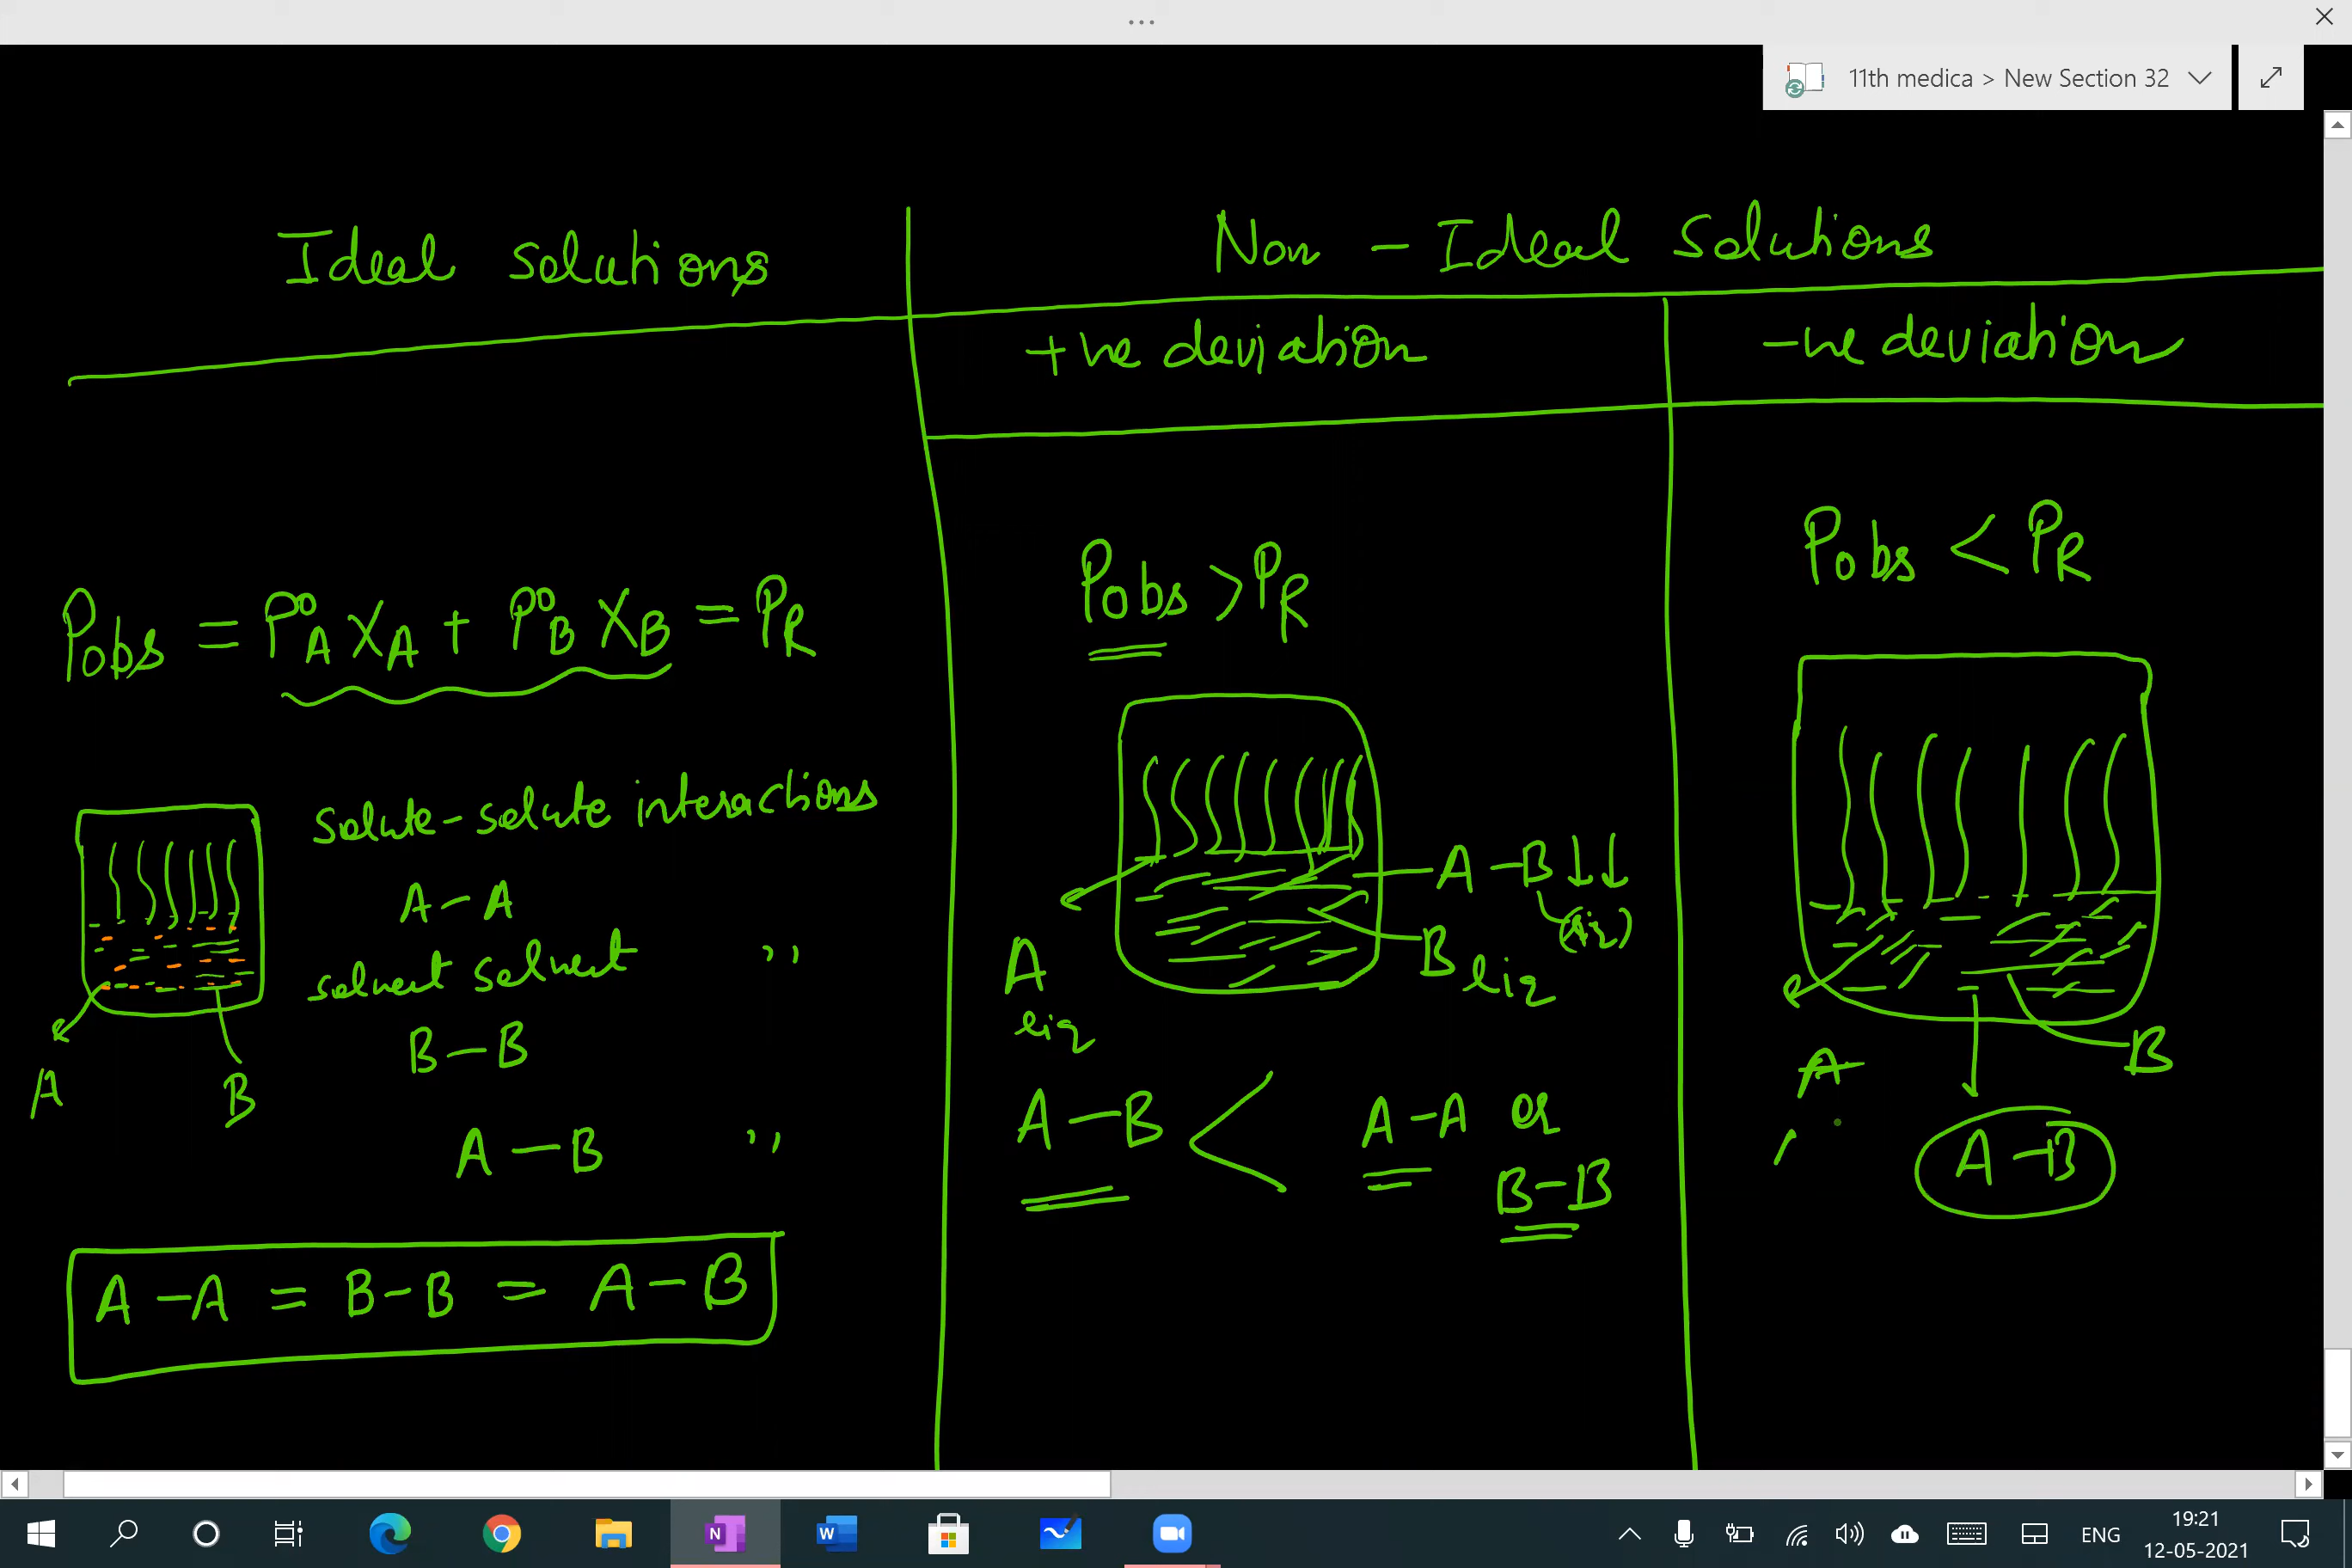 11th medica > New Section 32
Ideal Solutions
Non - Ideal Solutions
+ve deviation
-ve deviation
Pobs = P°A XA + P°B XB = PR
Pobs > PR
Pobs < PR
Solute - solute interactions
A - A
solvent solvent ''
B - B
A - B ''
A
B
A - A = B - B = A - B
A - B ↓↓
(liq)
B liq
A
liq
A - B < A - A or
B - B
A
B
A - B
N
W
ENG
19:21
12-05-2021